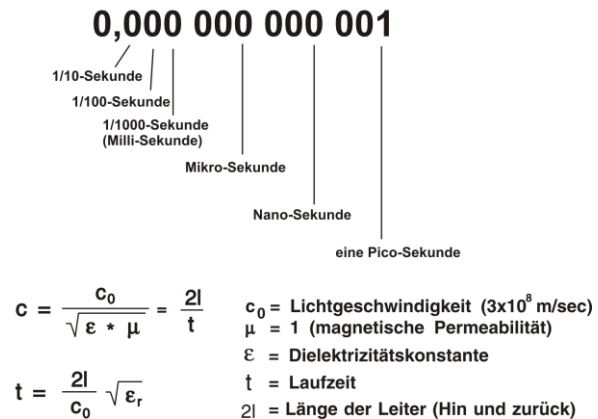 0,000 000 000 001
1/10-Sekunde
1/100-Sekunde
1/1000-Sekunde
(Milli-Sekunde)
Mikro-Sekunde
Nano-Sekunde
eine Pico-Sekunde
c = c₀ / √(ε * μ) = 2l / t
c₀ = Lichtgeschwindigkeit (3x10⁸ m/sec)
μ = 1 (magnetische Permeabilität)
ε = Dielektrizitätskonstante
t = 2l / c₀ √εᵣ
t = Laufzeit
2l = Länge der Leiter (Hin und zurück)